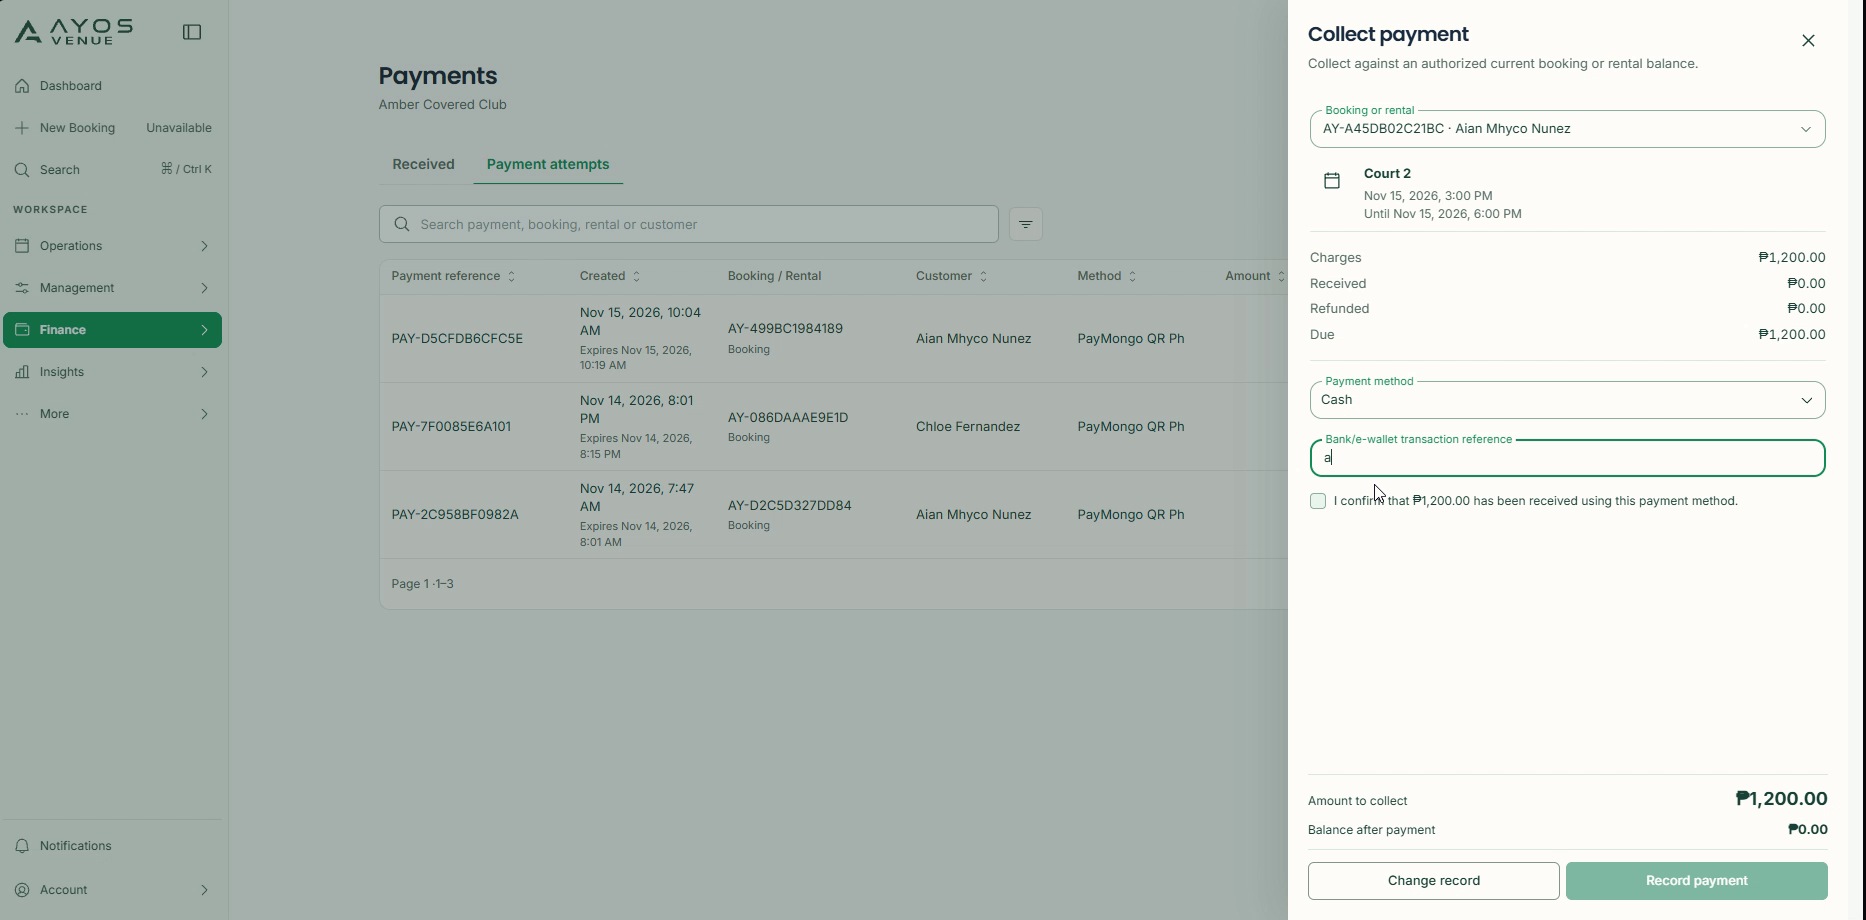 AYOS
VENUE
Dashboard
New Booking Unavailable
Search ⌘ / Ctrl K
WORKSPACE
Operations
Management
Finance
Insights
More
Notifications
Account
Payments
Amber Covered Club
Received Payment attempts
Search payment, booking, rental or customer
Payment reference Created Booking / Rental Customer Method Amount
PAY-D5CFDB6CFC5E Nov 15, 2026, 10:04 AM Expires Nov 15, 2026, 10:19 AM AY-499BC1984189 Booking Aian Mhyco Nunez PayMongo QR Ph
PAY-7F0085E6A101 Nov 14, 2026, 8:01 PM Expires Nov 14, 2026, 8:15 PM AY-086DAAAE9E1D Booking Chloe Fernandez PayMongo QR Ph
PAY-2C958BF0982A Nov 14, 2026, 7:47 AM Expires Nov 14, 2026, 8:01 AM AY-D2C5D327DD84 Booking Aian Mhyco Nunez PayMongo QR Ph
Page 1 ·1–3
Collect payment
Collect against an authorized current booking or rental balance.
Booking or rental
AY-A45DB02C21BC · Aian Mhyco Nunez
Court 2
Nov 15, 2026, 3:00 PM
Until Nov 15, 2026, 6:00 PM
Charges ₱1,200.00
Received ₱0.00
Refunded ₱0.00
Due ₱1,200.00
Payment method
Cash
Bank/e-wallet transaction reference
a
I confirm that ₱1,200.00 has been received using this payment method.
Amount to collect ₱1,200.00
Balance after payment ₱0.00
Change record Record payment